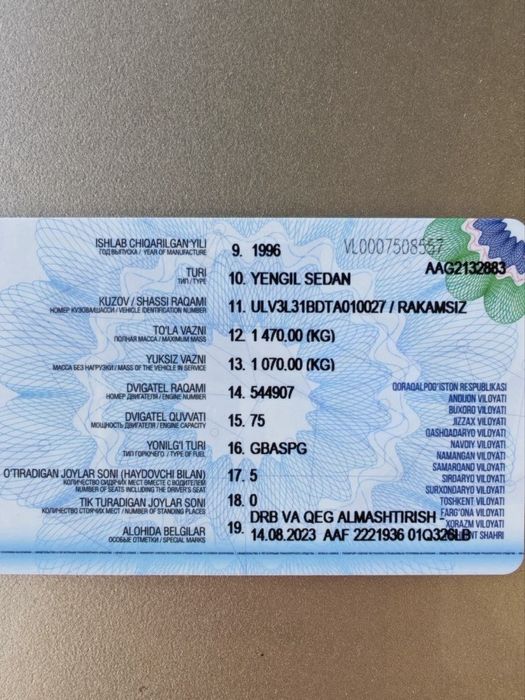 ISHLAB CHIQARILGAN YILI 9. 1996 VL0007508557
ГОД ВЫПУСКА / YEAR OF MANUFACTURE
AAG2132883
TURI 10. YENGIL SEDAN
ТИП / TYPE
KUZOV / SHASSI RAQAMI 11. ULV3L31BDTA010027 / RAKAMSIZ
НОМЕР КУЗОВА/ШАССИ / VEHICLE IDENTIFICATION NUMBER
TO'LA VAZNI 12. 1 470.00 (KG)
ПОЛНАЯ МАССА / MAXIMUM MASS
YUKSIZ VAZNI 13. 1 070.00 (KG)
МАССА БЕЗ НАГРУЗКИ / MASS OF THE VEHICLE IN SERVICE
DVIGATEL RAQAMI 14. 544907
НОМЕР ДВИГАТЕЛЯ / ENGINE NUMBER
DVIGATEL QUVVATI 15. 75
МОЩНОСТЬ ДВИГАТЕЛЯ / ENGINE CAPACITY
YONILG'I TURI 16. GBASPG
ТИП ГОРЮЧЕГО / TYPE OF FUEL
O'TIRADIGAN JOYLAR SONI (HAYDOVCHI BILAN) 17. 5
КОЛИЧЕСТВО СИДЯЧИХ МЕСТ ВМЕСТЕ С ВОДИТЕЛЕМ
NUMBER OF SEATS INCLUDING THE DRIVER'S SEAT
TIK TURADIGAN JOYLAR SONI 18. 0
КОЛИЧЕСТВО СТОЯЧИХ МЕСТ / NUMBER OF STANDING PLACES
ALOHIDA BELGILAR 19. DRB VA QEG ALMASHTIRISH -
ОСОБЫЕ ОТМЕТКИ / SPECIAL MARKS
14.08.2023 AAF 2221936 01Q326LB
QORAQALPOG'ISTON RESPUBLIKASI
ANDIJON VILOYATI
BUXORO VILOYATI
JIZZAX VILOYATI
QASHQADARYO VILOYATI
NAVOIY VILOYATI
NAMANGAN VILOYATI
SAMARQAND VILOYATI
SIRDARYO VILOYATI
SURXONDARYO VILOYATI
TOSHKENT VILOYATI
FARG'ONA VILOYATI
XORAZM VILOYATI
SHAHRI